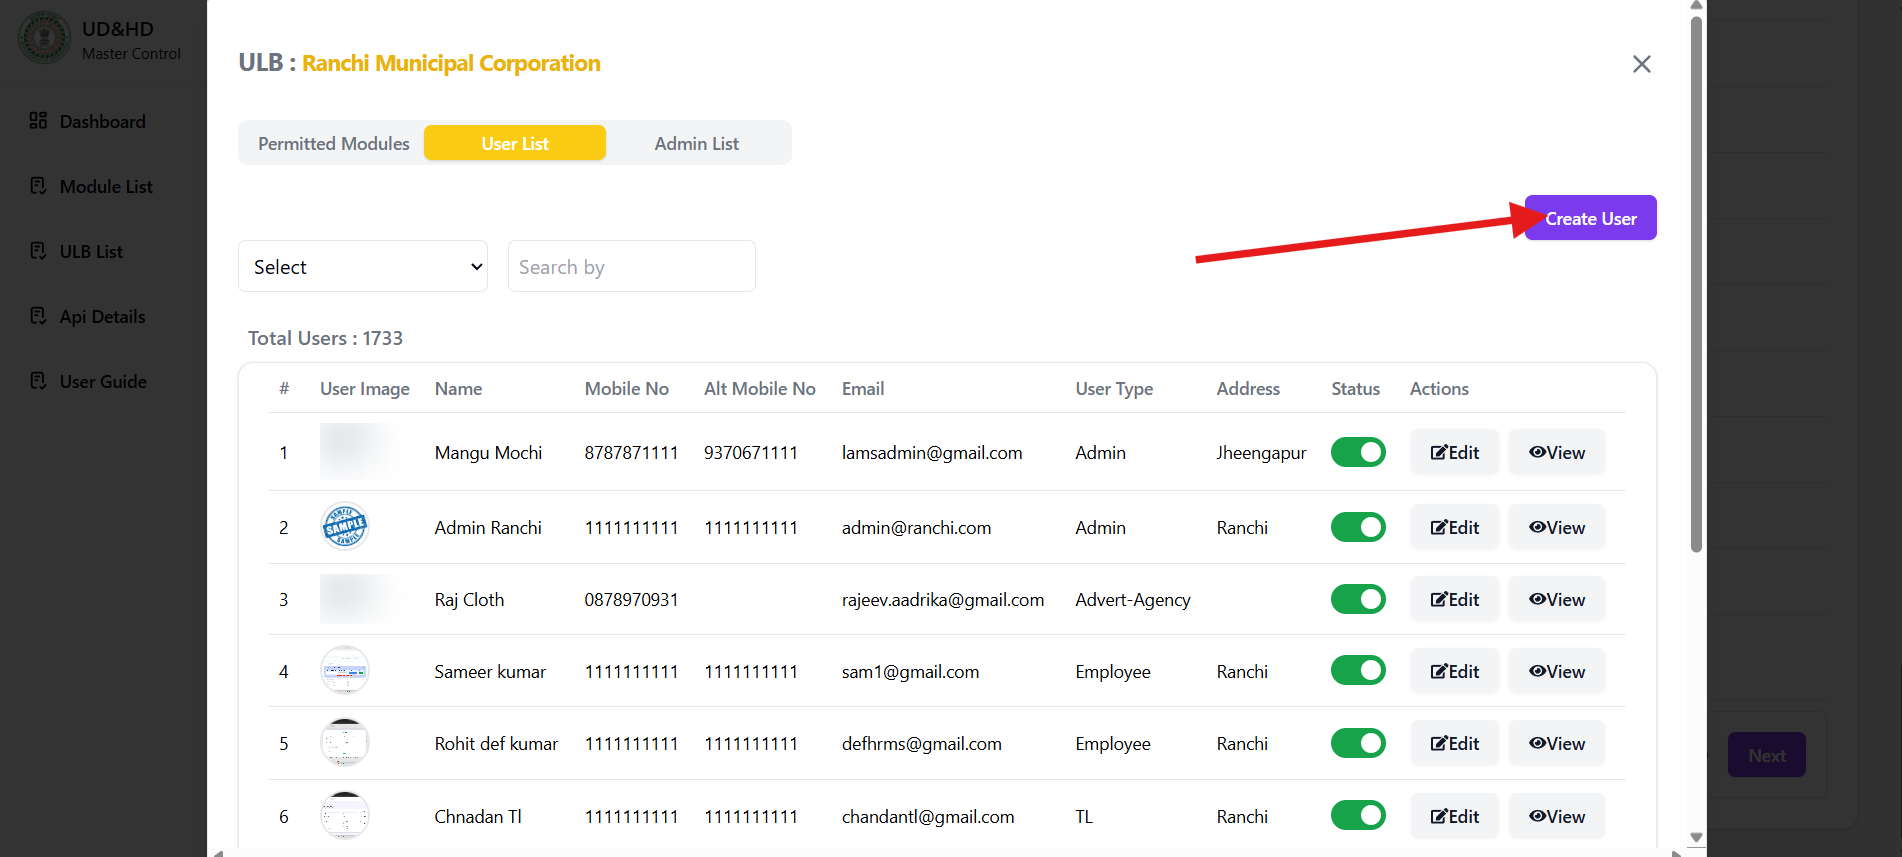 UD&HD
Master Control
Dashboard
Module List
ULB List
Api Details
User Guide
ULB : Ranchi Municipal Corporation
Permitted Modules User List Admin List
Create User
Select Search by
Total Users : 1733
# User Image Name Mobile No Alt Mobile No Email User Type Address Status Actions
1 Mangu Mochi 8787871111 9370671111 lamsadmin@gmail.com Admin Jheengapur Edit View
2 SAMPLE SAMPLE SAMPLE Admin Ranchi 1111111111 1111111111 admin@ranchi.com Admin Ranchi Edit View
3 Raj Cloth 0878970931 rajeev.aadrika@gmail.com Advert-Agency Edit View
4 Sameer kumar 1111111111 1111111111 sam1@gmail.com Employee Ranchi Edit View
5 Rohit def kumar 1111111111 1111111111 defhrms@gmail.com Employee Ranchi Edit View
6 Chnadan Tl 1111111111 1111111111 chandantl@gmail.com TL Ranchi Edit View
Next